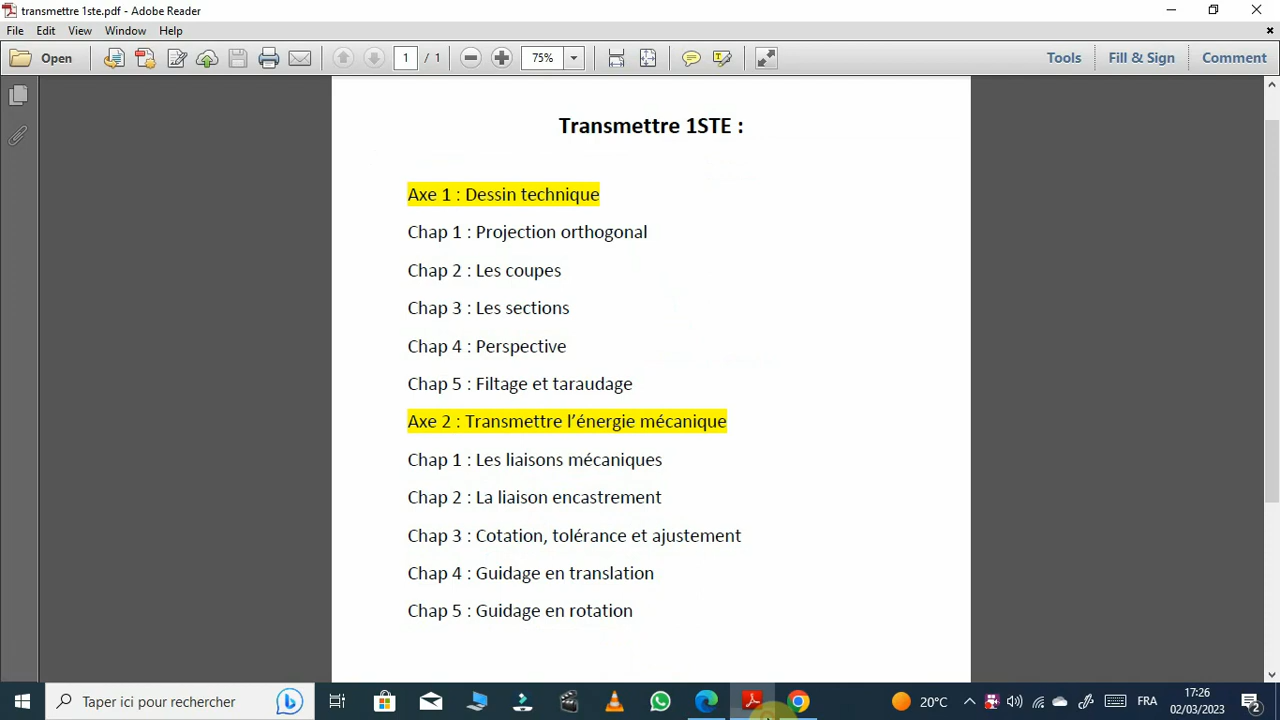 transmettre 1ste.pdf - Adobe Reader
File Edit View Window Help
Open 1 / 1 75% Tools Fill & Sign Comment
Transmettre 1STE :
Axe 1 : Dessin technique
Chap 1 : Projection orthogonal
Chap 2 : Les coupes
Chap 3 : Les sections
Chap 4 : Perspective
Chap 5 : Filtage et taraudage
Axe 2 : Transmettre l’énergie mécanique
Chap 1 : Les liaisons mécaniques
Chap 2 : La liaison encastrement
Chap 3 : Cotation, tolérance et ajustement
Chap 4 : Guidage en translation
Chap 5 : Guidage en rotation
Taper ici pour rechercher 20°C FRA 17:26
02/03/2023 2